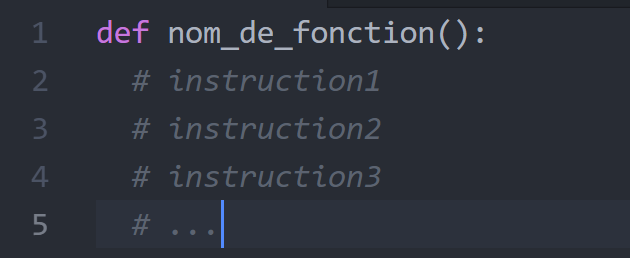 1 def nom_de_fonction():
2 # instruction1
3 # instruction2
4 # instruction3
5 # ...